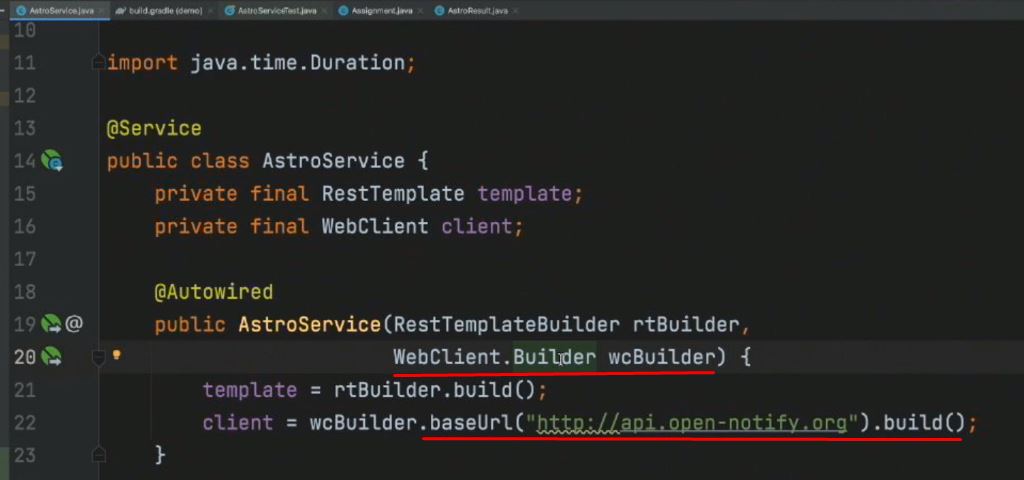 AstroService.java build.gradle (demo) AstroServiceTest.java Assignment.java AstroResult.java
10
11 import java.time.Duration;
12
13 @Service
14 public class AstroService {
15 private final RestTemplate template;
16 private final WebClient client;
17
18 @Autowired
19 @ public AstroService(RestTemplateBuilder rtBuilder,
20 WebClient.Builder wcBuilder) {
21 template = rtBuilder.build();
22 client = wcBuilder.baseUrl("http://api.open-notify.org").build();
23 }